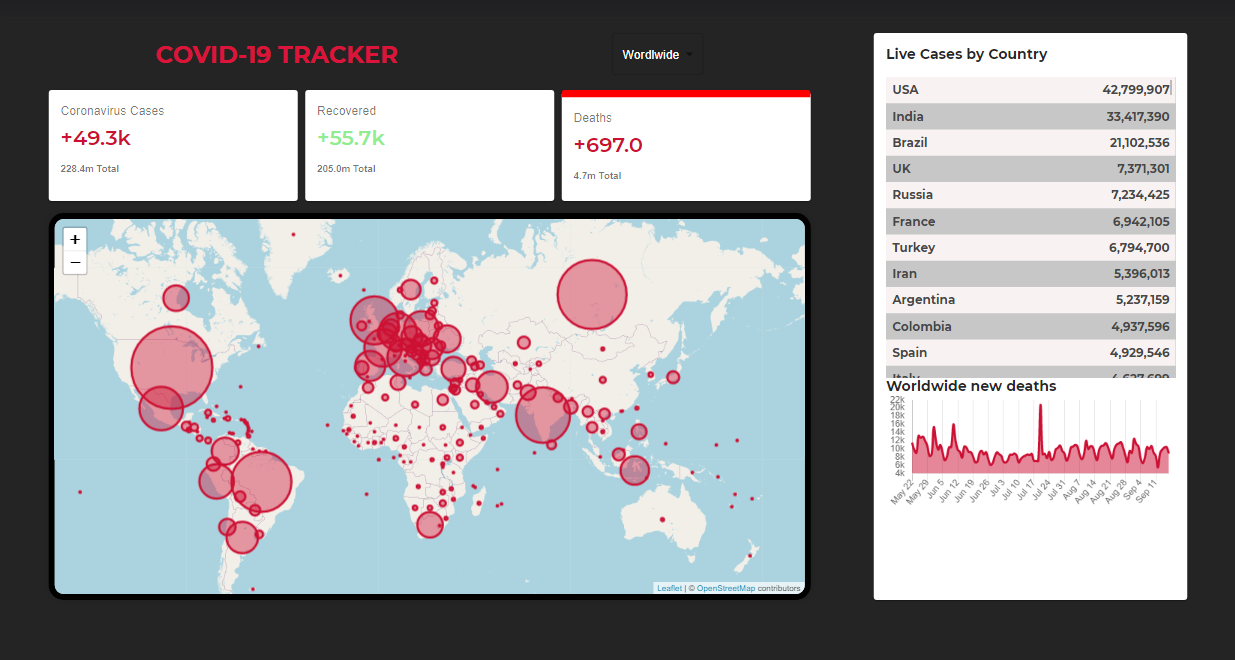 COVID-19 TRACKER
Wordlwide
Coronavirus Cases
+49.3k
228.4m Total
Recovered
+55.7k
205.0m Total
Deaths
+697.0
4.7m Total
+
−
Leaflet | © OpenStreetMap contributors
Live Cases by Country
USA 42,799,907
India 33,417,390
Brazil 21,102,536
UK 7,371,301
Russia 7,234,425
France 6,942,105
Turkey 6,794,700
Iran 5,396,013
Argentina 5,237,159
Colombia 4,937,596
Spain 4,929,546
Italy 4,637,699
Worldwide new deaths
22k
20k
18k
16k
14k
12k
10k
8k
6k
4k
May 22 May 29 Jun 5 Jun 12 Jun 19 Jun 26 Jul 3 Jul 10 Jul 17 Jul 24 Jul 31 Aug 7 Aug 14 Aug 21 Aug 28 Sep 4 Sep 11